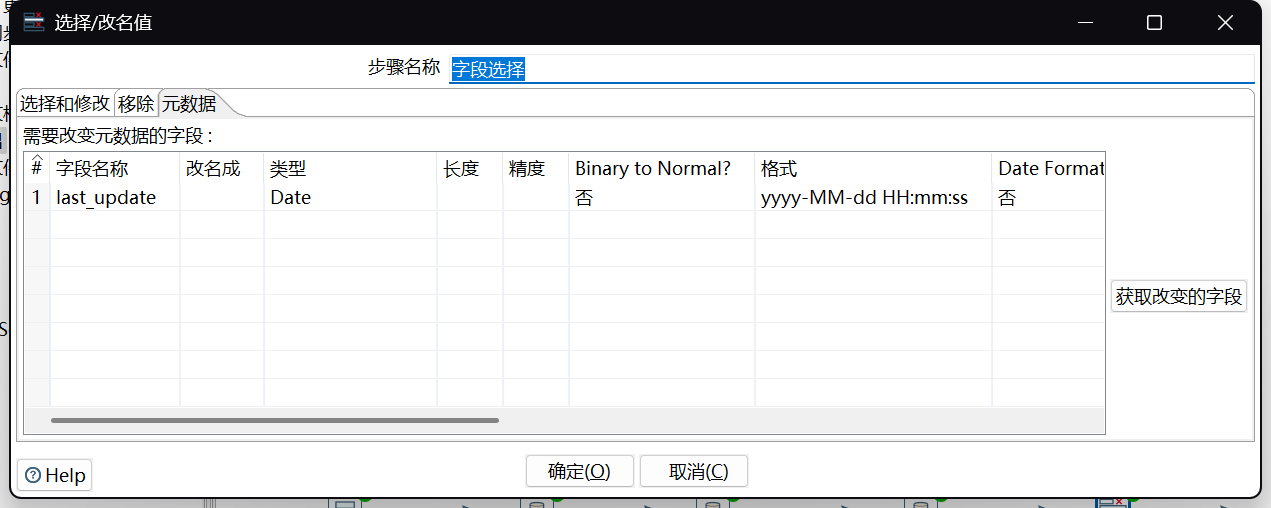 选择/改名值
步骤名称 字段选择
选择和修改 移除 元数据
需要改变元数据的字段 :
# 字段名称 改名成 类型 长度 精度 Binary to Normal? 格式 Date Format
1 last_update Date 否 yyyy-MM-dd HH:mm:ss 否
获取改变的字段
Help 确定(O) 取消(C)